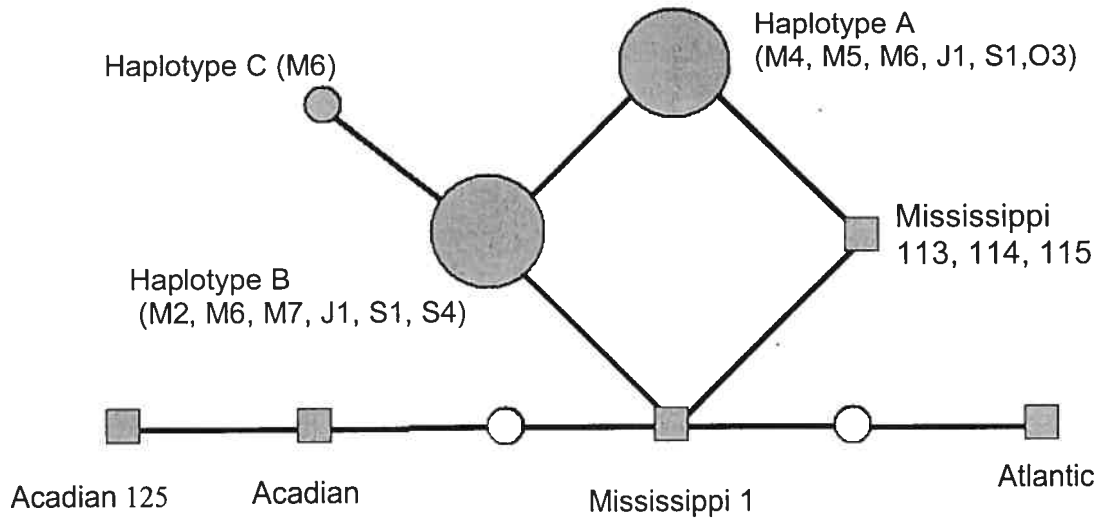 Haplotype A
(M4, M5, M6, J1, S1,O3)
Haplotype C (M6)
Mississippi
113, 114, 115
Haplotype B
(M2, M6, M7, J1, S1, S4)
Acadian 125
Acadian
Mississippi 1
Atlantic